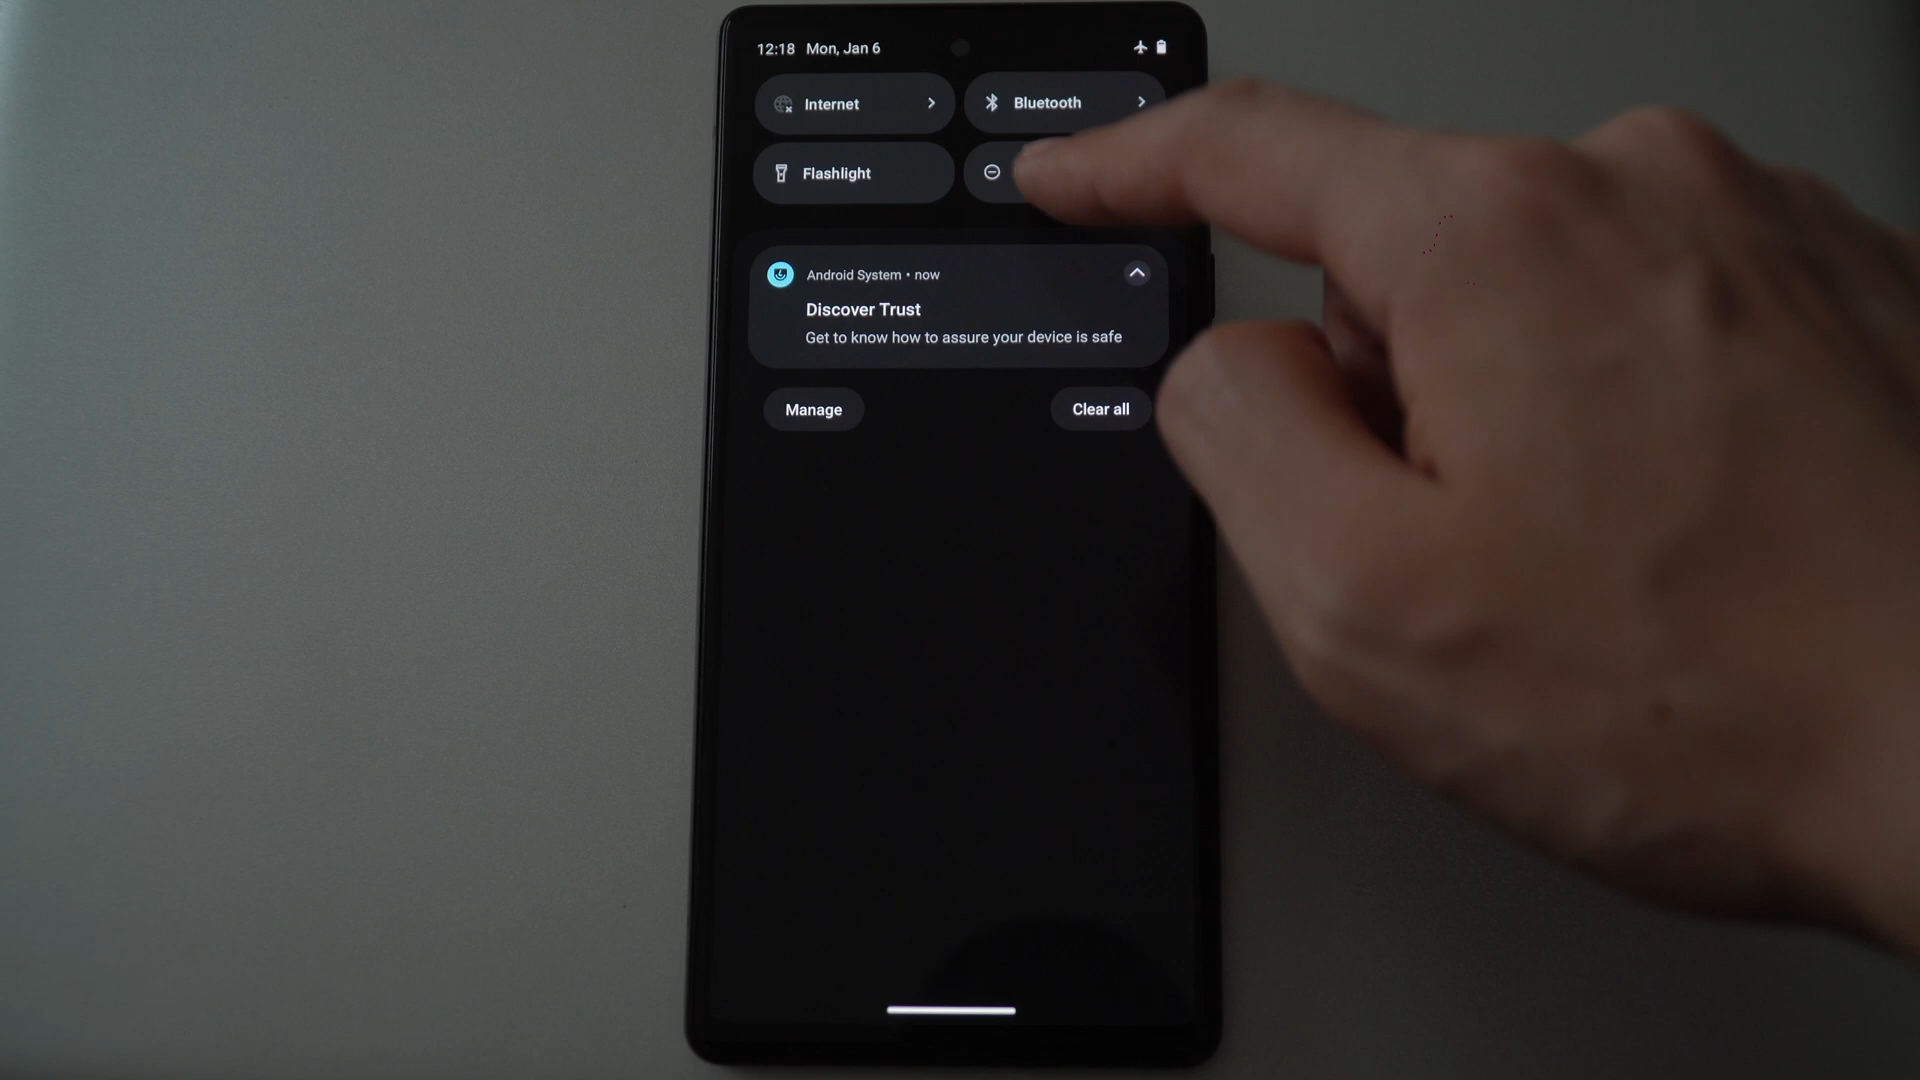 12:18 Mon, Jan 6
Internet
Bluetooth
Flashlight
Android System • now
Discover Trust
Get to know how to assure your device is safe
Manage
Clear all